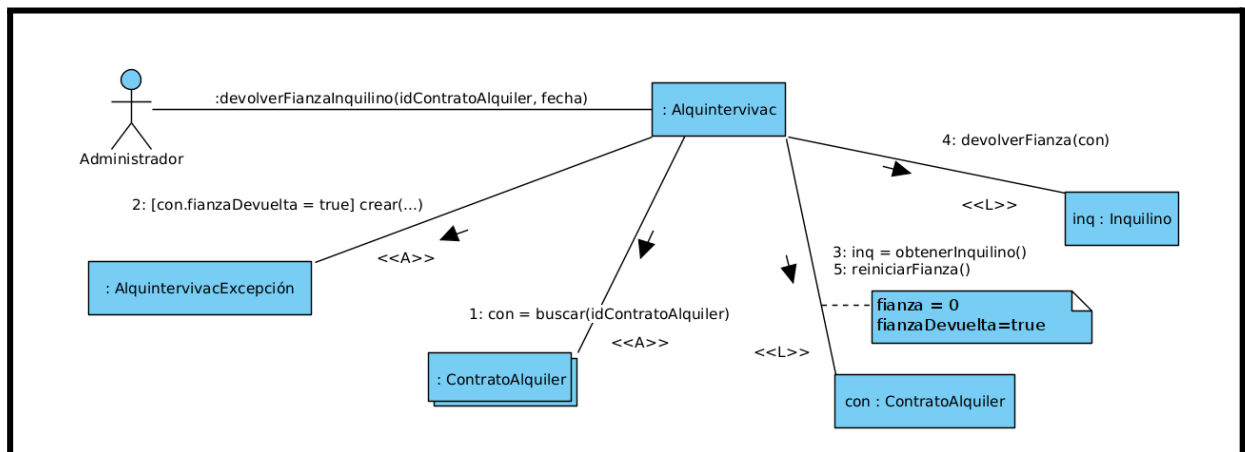 :devolverFianzaInquilino(idContratoAlquiler, fecha)
: Alquintervivac
Administrador
4: devolverFianza(con)
2: [con.fianzaDevuelta = true] crear(...)
<<L>>
inq : Inquilino
<<A>>
3: inq = obtenerInquilino()
5: reiniciarFianza()
: AlquintervivacExcepción
fianza = 0
fianzaDevuelta=true
1: con = buscar(idContratoAlquiler)
<<A>>
<<L>>
: ContratoAlquiler
con : ContratoAlquiler